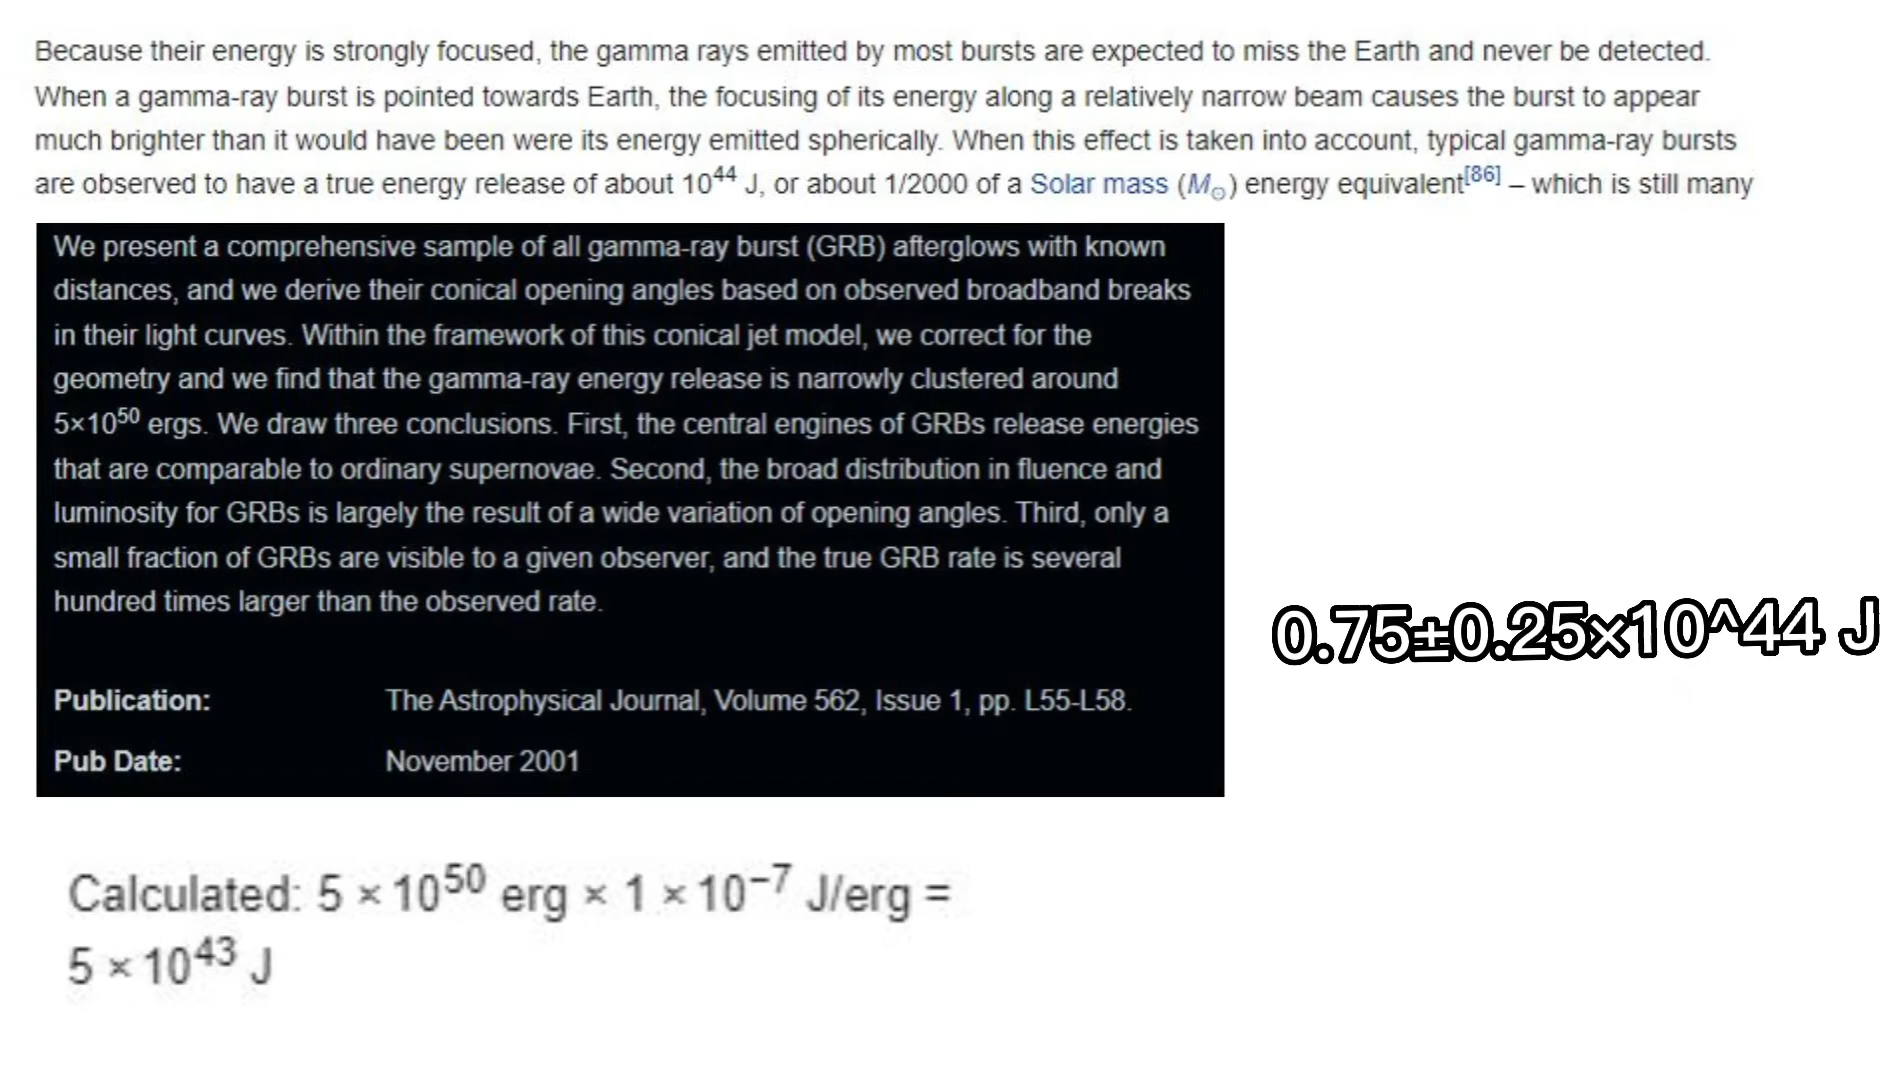 Because their energy is strongly focused, the gamma rays emitted by most bursts are expected to miss the Earth and never be detected.
When a gamma-ray burst is pointed towards Earth, the focusing of its energy along a relatively narrow beam causes the burst to appear
much brighter than it would have been were its energy emitted spherically. When this effect is taken into account, typical gamma-ray bursts
are observed to have a true energy release of about 10⁴⁴ J, or about 1/2000 of a Solar mass (M☉) energy equivalent[86] – which is still many
We present a comprehensive sample of all gamma-ray burst (GRB) afterglows with known
distances, and we derive their conical opening angles based on observed broadband breaks
in their light curves. Within the framework of this conical jet model, we correct for the
geometry and we find that the gamma-ray energy release is narrowly clustered around
5×10⁵⁰ ergs. We draw three conclusions. First, the central engines of GRBs release energies
that are comparable to ordinary supernovae. Second, the broad distribution in fluence and
luminosity for GRBs is largely the result of a wide variation of opening angles. Third, only a
small fraction of GRBs are visible to a given observer, and the true GRB rate is several
hundred times larger than the observed rate.
0.75±0.25×10^44 J
Publication: The Astrophysical Journal, Volume 562, Issue 1, pp. L55-L58.
Pub Date: November 2001
Calculated: 5 × 10⁵⁰ erg × 1 × 10⁻⁷ J/erg =
5 × 10⁴³ J